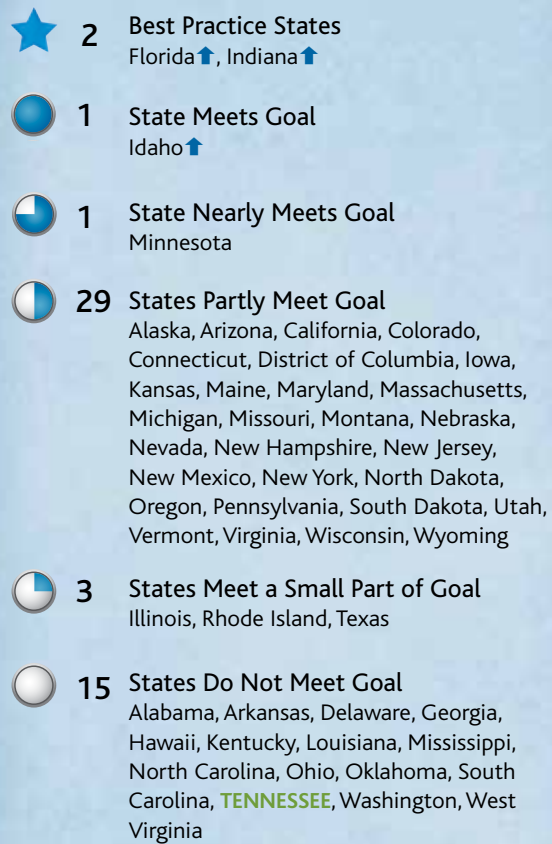 2 Best Practice States
Florida⬆, Indiana⬆
1 State Meets Goal
Idaho⬆
1 State Nearly Meets Goal
Minnesota
29 States Partly Meet Goal
Alaska, Arizona, California, Colorado,
Connecticut, District of Columbia, Iowa,
Kansas, Maine, Maryland, Massachusetts,
Michigan, Missouri, Montana, Nebraska,
Nevada, New Hampshire, New Jersey,
New Mexico, New York, North Dakota,
Oregon, Pennsylvania, South Dakota, Utah,
Vermont, Virginia, Wisconsin, Wyoming
3 States Meet a Small Part of Goal
Illinois, Rhode Island, Texas
15 States Do Not Meet Goal
Alabama, Arkansas, Delaware, Georgia,
Hawaii, Kentucky, Louisiana, Mississippi,
North Carolina, Ohio, Oklahoma, South
Carolina, TENNESSEE, Washington, West
Virginia